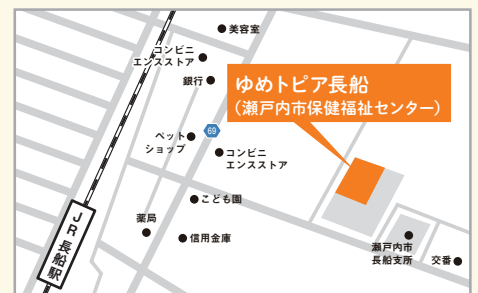 美容室
コンビニ
エンスストア
銀行
ゆめトピア長船
(瀬戸内市保健福祉センター)
69
ペット
ショップ
コンビニ
エンスストア
こども園
薬局
信用金庫
JR長船駅
瀬戸内市
長船支所
交番